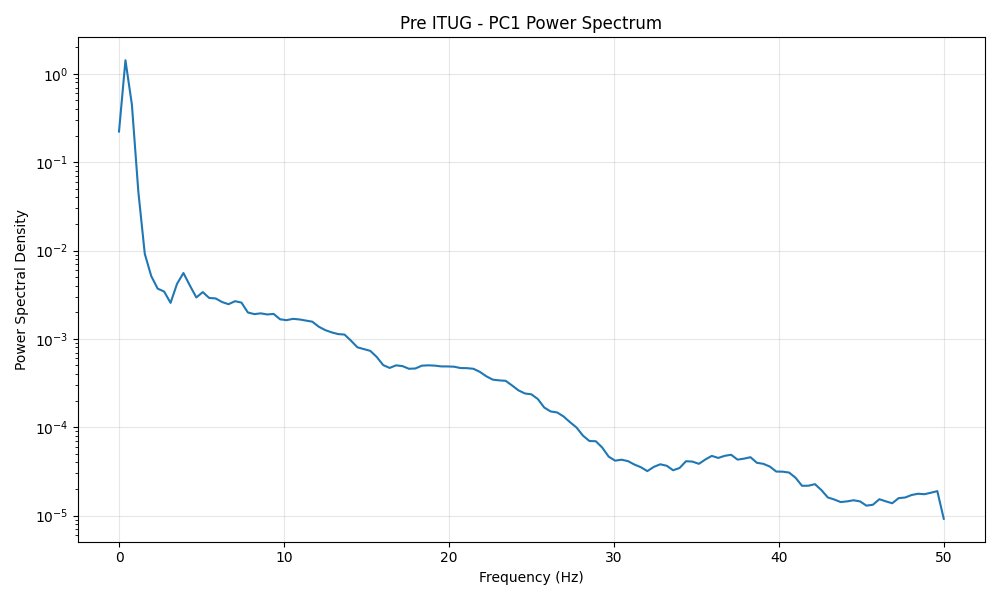 Pre ITUG - PC1 Power Spectrum
Power Spectral Density
10⁰
10⁻¹
10⁻²
10⁻³
10⁻⁴
10⁻⁵
0 10 20 30 40 50
Frequency (Hz)